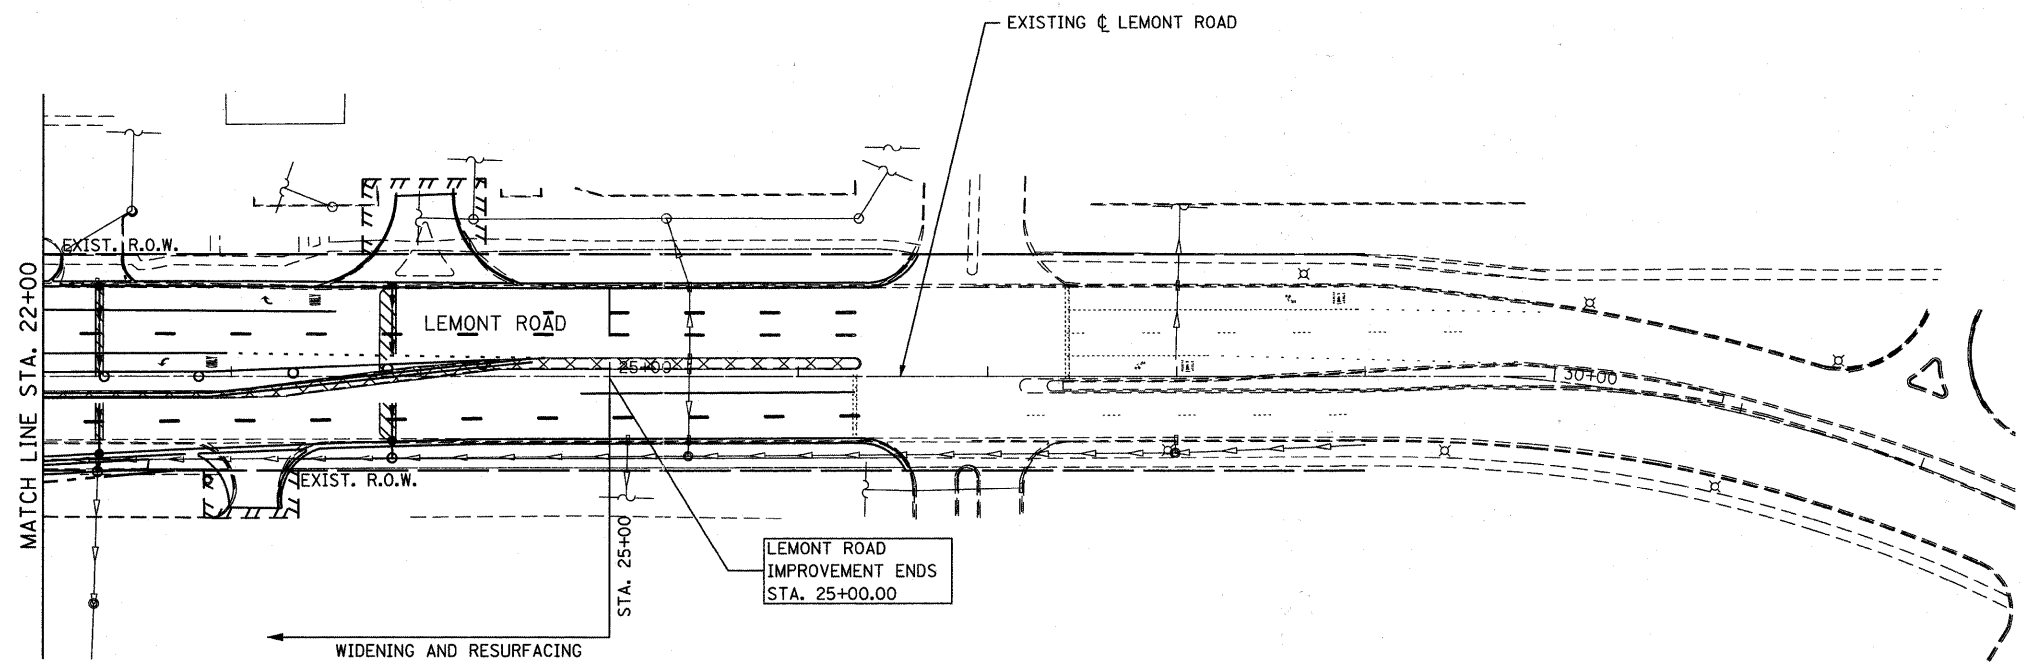 EXISTING ℄ LEMONT ROAD
EXIST. R.O.W.
MATCH LINE STA. 22+00
LEMONT ROAD
25+00
30+00
EXIST. R.O.W.
STA. 25+00
LEMONT ROAD
IMPROVEMENT ENDS
STA. 25+00.00
WIDENING AND RESURFACING